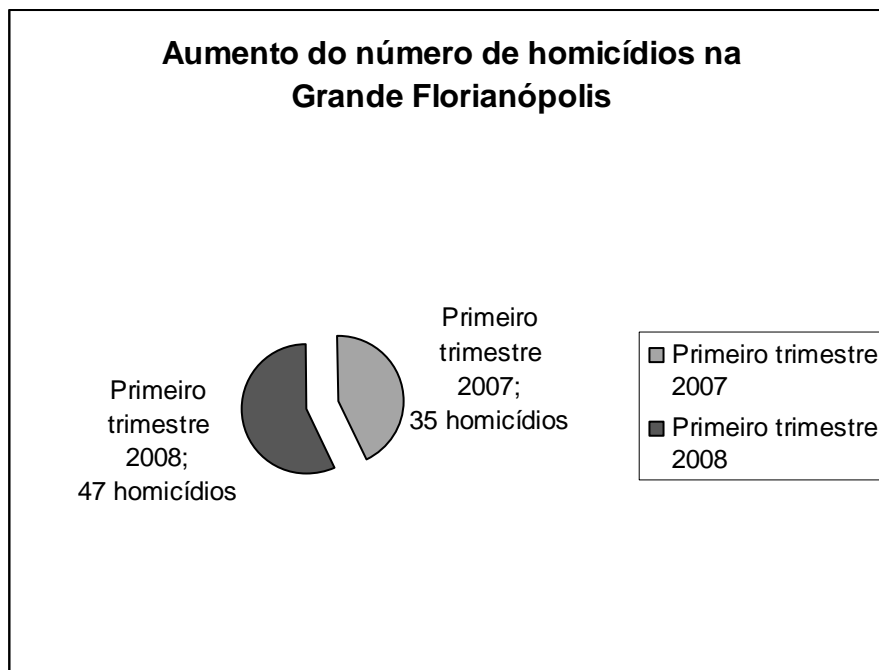 Aumento do número de homicídios na
Grande Florianópolis
Primeiro
trimestre
2007;
35 homicídios
Primeiro
trimestre
2008;
47 homicídios
Primeiro trimestre
2007
Primeiro trimestre
2008